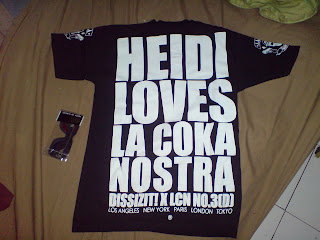 HEIDI
LOVES
LA COKA
NOSTRA
DISSIZIT! X LCN NO.3(D)
LOS ANGELES NEW YORK PARIS LONDON TOKYO
®